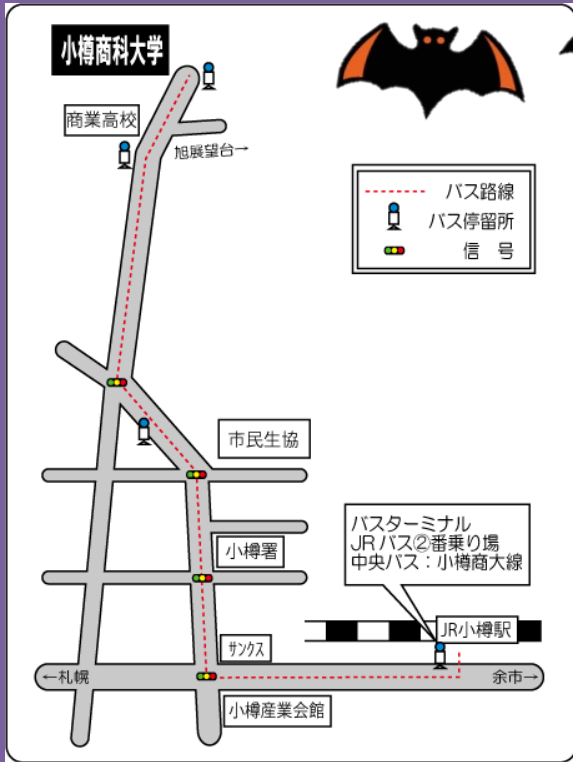 小樽商科大学
商業高校
旭展望台→
バス路線
バス停留所
信 号
市民生協
バスターミナル
JRバス②番乗り場
中央バス：小樽商大線
小樽署
JR小樽駅
サンクス
←札幌
余市→
小樽産業会館